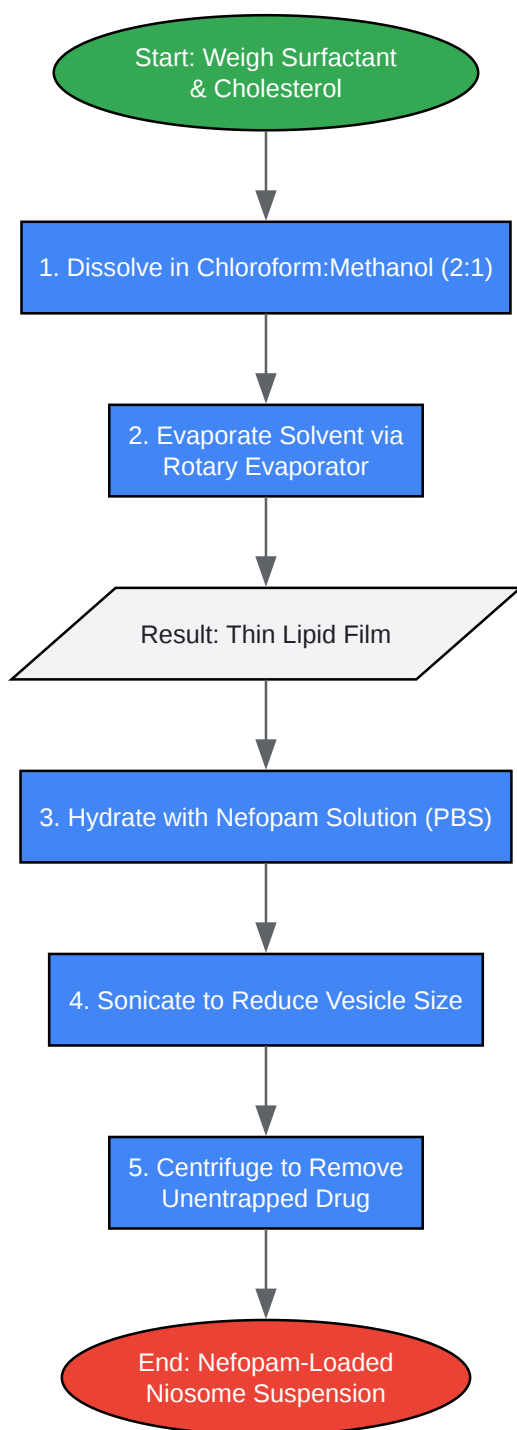 Start: Weigh Surfactant
& Cholesterol
1. Dissolve in Chloroform:Methanol (2:1)
2. Evaporate Solvent via
Rotary Evaporator
Result: Thin Lipid Film
3. Hydrate with Nefopam Solution (PBS)
4. Sonicate to Reduce Vesicle Size
5. Centrifuge to Remove
Unentrapped Drug
End: Nefopam-Loaded
Niosome Suspension